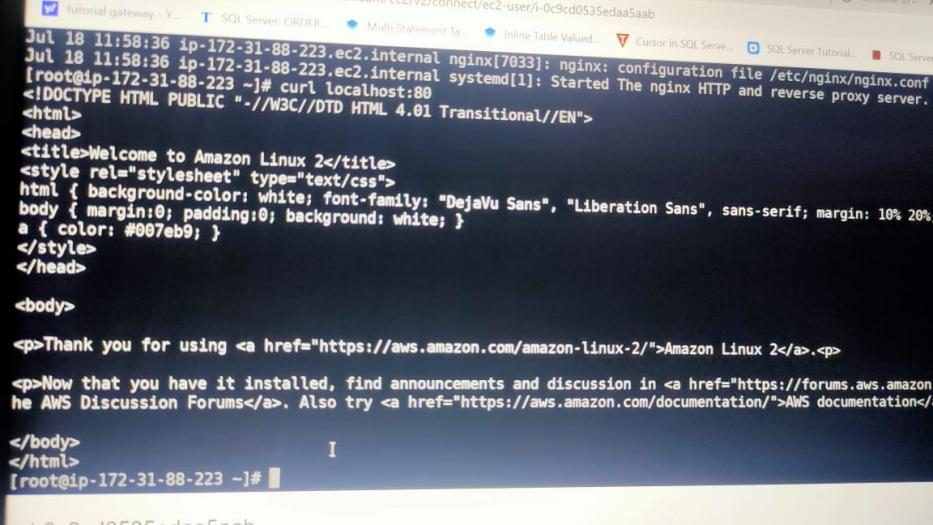 connect/ec2-user/i-0c9cd0535edaa5aab
tutorial gateway - Y... SQL Server: ORDER... Multi Statement Ta... Inline Table Valued... Cursor in SQL Serve... SQL Server Tutorial... SQL Server
Jul 18 11:58:36 ip-172-31-88-223.ec2.internal nginx[7033]: nginx: configuration file /etc/nginx/nginx.conf
Jul 18 11:58:36 ip-172-31-88-223.ec2.internal systemd[1]: Started The nginx HTTP and reverse proxy server.
[root@ip-172-31-88-223 ~]# curl localhost:80
<!DOCTYPE HTML PUBLIC "-//W3C//DTD HTML 4.01 Transitional//EN">
<html>
<head>
<title>Welcome to Amazon Linux 2</title>
<style rel="stylesheet" type="text/css">
html { background-color: white; font-family: "DejaVu Sans", "Liberation Sans", sans-serif; margin: 10% 20%
body { margin:0; padding:0; background: white; }
a { color: #007eb9; }
</style>
</head>
<body>
<p>Thank you for using <a href="https://aws.amazon.com/amazon-linux-2/">Amazon Linux 2</a>.<p>
<p>Now that you have it installed, find announcements and discussion in <a href="https://forums.aws.amazon
he AWS Discussion Forums</a>. Also try <a href="https://aws.amazon.com/documentation/">AWS documentation</
</body>
</html>
[root@ip-172-31-88-223 ~]#